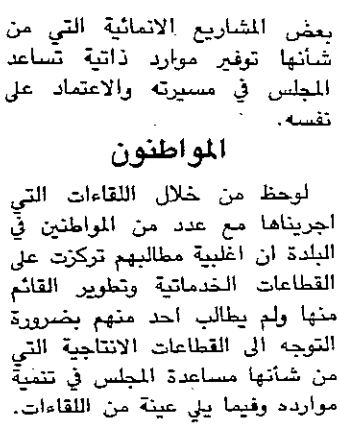 بعض المشاريع الانمائية التي من
شأنها توفير موارد ذاتية تساعد
المجلس في مسيرته والاعتماد على
نفسه.
المواطنون
لوحظ من خلال اللقاءات التي
اجريناها مع عدد من المواطنين في
البلدة ان اغلبية مطالبهم تركزت على
القطاعات الخدماتية وتطوير القائم
منها ولم يطالب احد منهم بضرورة
التوجه الى القطاعات الانتاجية التي
من شأنها مساعدة المجلس في تنمية
موارده وفيما يلي عينة من اللقاءات.